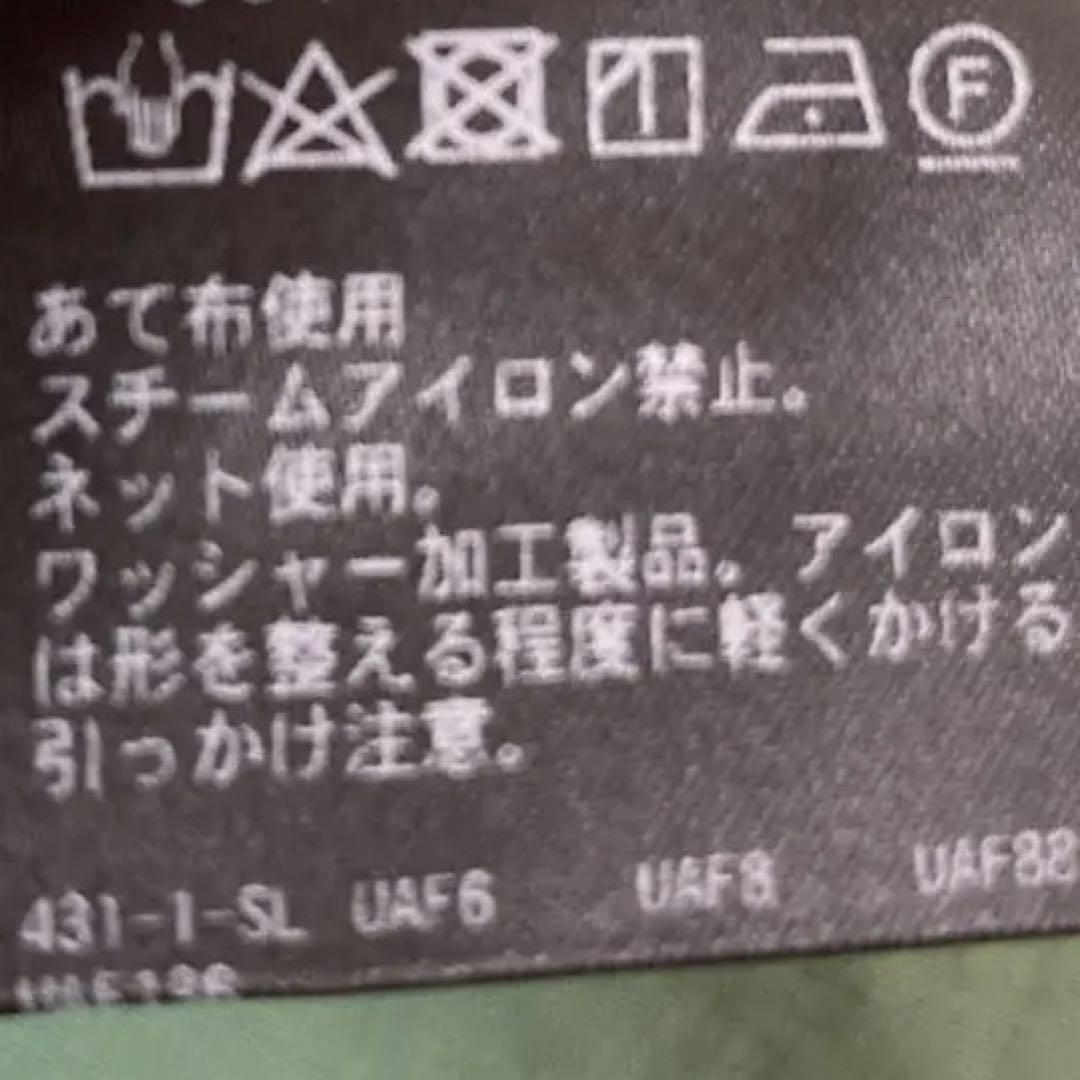 F
あて布使用
スチームアイロン禁止。
ネット使用。
ワッシャー加工製品。アイロン
は形を整える程度に軽くかける
引っかけ注意。
431-1-SL UAF6 UAF8 UAF88